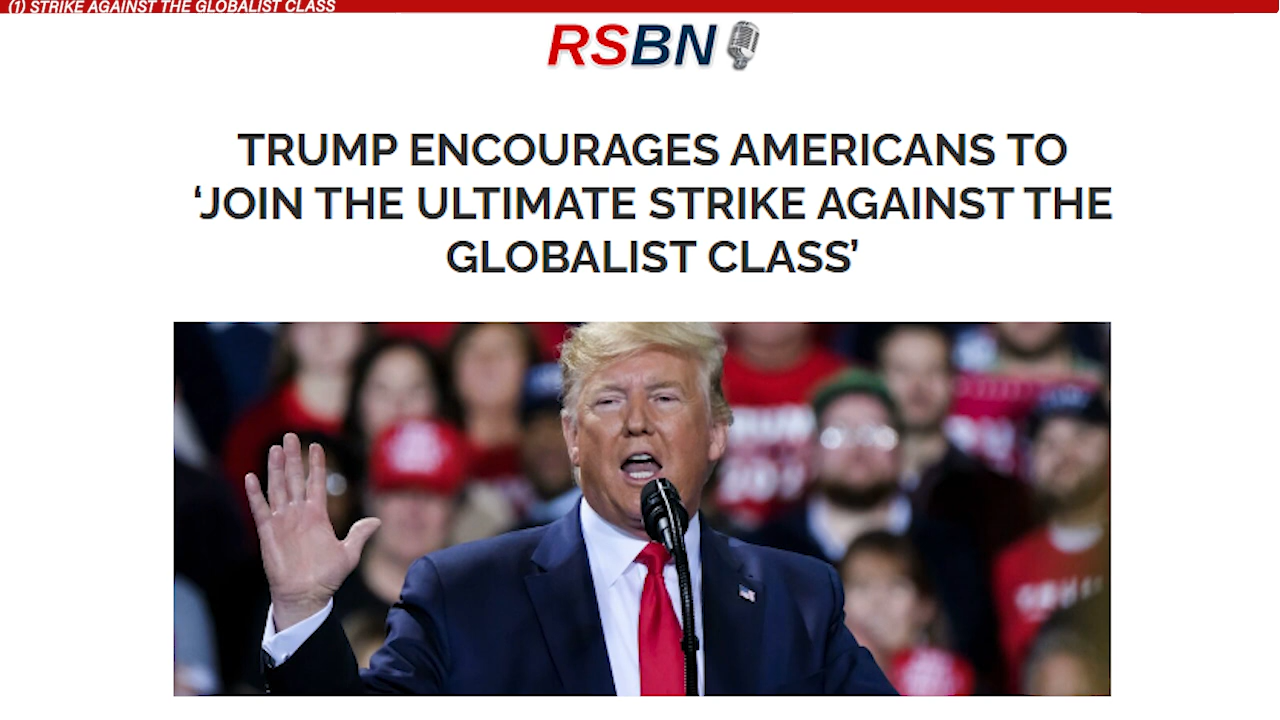 (1) STRIKE AGAINST THE GLOBALIST CLASS
RSBN
TRUMP ENCOURAGES AMERICANS TO
‘JOIN THE ULTIMATE STRIKE AGAINST THE
GLOBALIST CLASS’